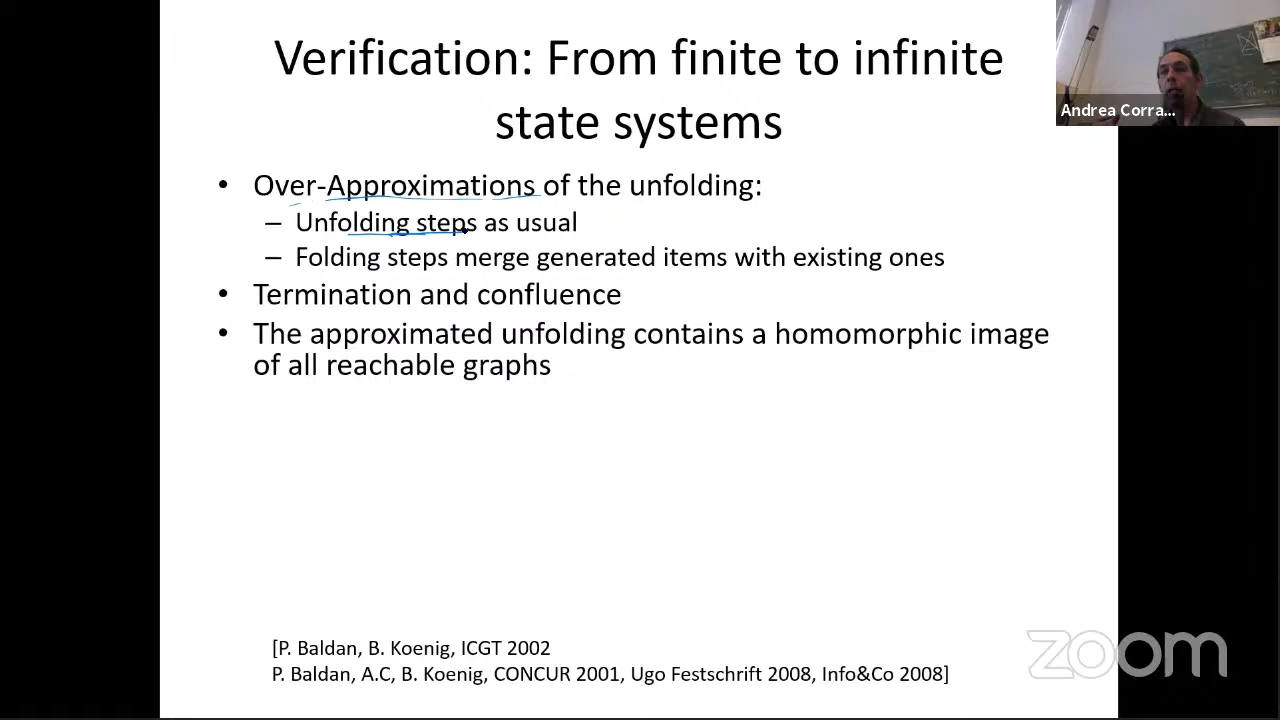 Verification: From finite to infinite
state systems
Andrea Corra...
• Over-Approximations of the unfolding:
– Unfolding steps as usual
– Folding steps merge generated items with existing ones
• Termination and confluence
• The approximated unfolding contains a homomorphic image
of all reachable graphs
[P. Baldan, B. Koenig, ICGT 2002
P. Baldan, A.C, B. Koenig, CONCUR 2001, Ugo Festschrift 2008, Info&Co 2008]
zoom